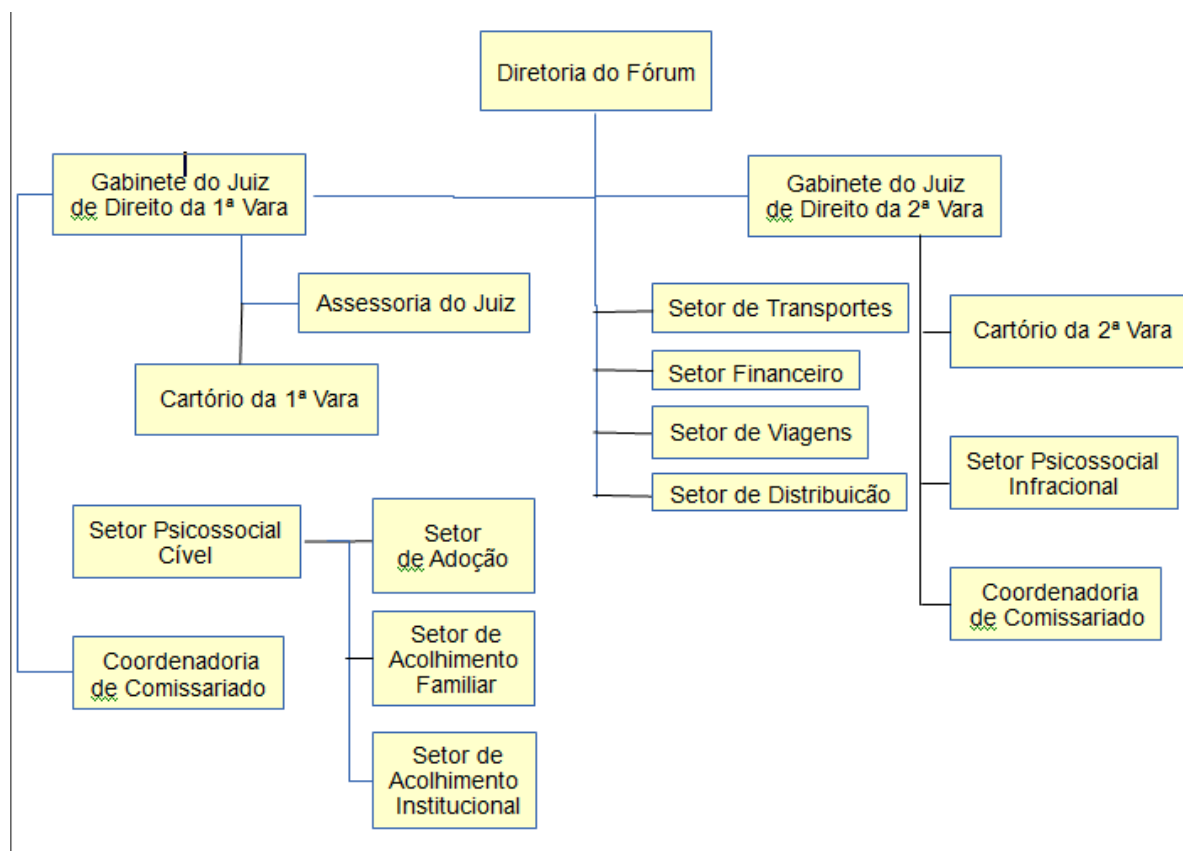 Diretoria do Fórum
Gabinete do Juiz
de Direito da 1ª Vara
Gabinete do Juiz
de Direito da 2ª Vara
Assessoria do Juiz
Cartório da 1ª Vara
Setor de Transportes
Setor Financeiro
Setor de Viagens
Setor de Distribuicão
Cartório da 2ª Vara
Setor Psicossocial
Infracional
Coordenadoria
de Comissariado
Setor Psicossocial
Cível
Setor
de Adoção
Setor de
Acolhimento
Familiar
Setor de
Acolhimento
Institucional
Coordenadoria
de Comissariado